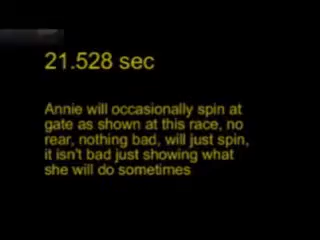 21.528 sec
Annie will occasionally spin at
gate as shown at this race, no
rear, nothing bad, will just spin,
it isn't bad just showing what
she will do sometimes